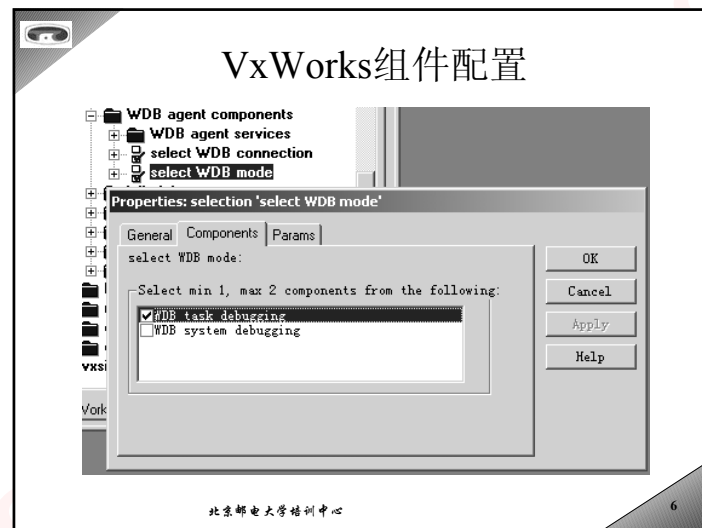 VxWorks组件配置
WDB agent components
WDB agent services
select WDB connection
select WDB mode
Properties: selection 'select WDB mode'
General Components Params
select WDB mode:
Select min 1, max 2 components from the following:
WDB task debugging
WDB system debugging
OK
Cancel
Apply
Help
vxsi
Vork
北京邮电大学培训中心
6